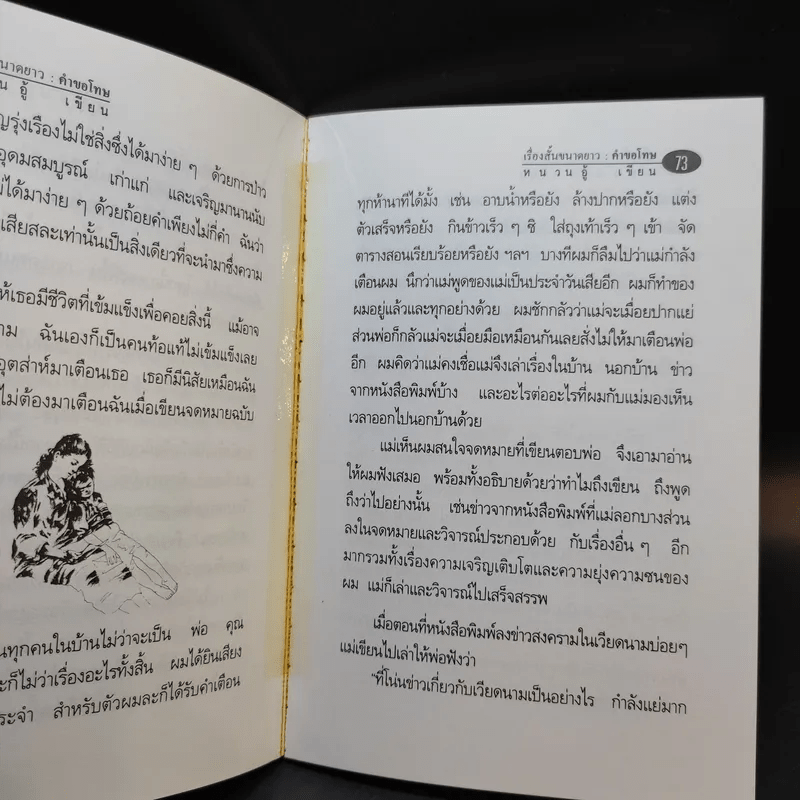 นาดยาว : คำขอโทษ
น อู้ เขียน
ญรุ่งเรืองไม่ใช่สิ่งซึ่งได้มาง่าย ๆ ด้วยการป่าว
อุดมสมบูรณ์ เก่าแก่ และเจริญมานานนับ
ม่ได้มาง่าย ๆ ด้วยถ้อยคำเพียงไม่กี่คำ ฉันว่า
เสียสละเท่านั้นเป็นสิ่งเดียวที่จะนำมาซึ่งความ
ห้เธอมีชีวิตที่เข้มแข็งเพื่อคอยสิ่งนี้ แม้อาจ
าม ฉันเองก็เป็นคนท้อแท้ไม่เข้มแข็งเลย
อุตส่าห์มาเตือนเธอ เธอก็มีนิสัยเหมือนฉัน
ไม่ต้องมาเตือนฉันเมื่อเขียนจดหมายฉบับ
นทุกคนในบ้านไม่ว่าจะเป็น พ่อ คุณ
ะก็ไม่ว่าเรื่องอะไรทั้งสิ้น ผมได้ยินเสียง
ระจำ สำหรับตัวผมละก็ได้รับคำเตือน
เรื่องสั้นขนาดยาว : คำขอโทษ 73
หนวนอู้ เขียน
ทุกห้านาทีได้มั้ง เช่น อาบน้ำหรือยัง ล้างปากหรือยัง แต่ง
ตัวเสร็จหรือยัง กินข้าวเร็ว ๆ ซิ ใส่ถุงเท้าเร็ว ๆ เข้า จัด
ตารางสอนเรียบร้อยหรือยัง ฯลฯ บางทีผมก็ลืมไปว่าแม่กำลัง
เตือนผม นึกว่าแม่พูดของแม่เป็นประจำวันเสียอีก ผมก็ทำของ
ผมอยู่แล้วและทุกอย่างด้วย ผมชักกลัวว่าแม่จะเมื่อยปากแย่
ส่วนพ่อก็กลัวแม่จะเมื่อยมือเหมือนกันเลยสั่งไม่ให้มาเตือนพ่อ
อีก ผมคิดว่าแม่คงเชื่อแม่จึงเล่าเรื่องในบ้าน นอกบ้าน ข่าว
จากหนังสือพิมพ์บ้าง และอะไรต่ออะไรที่ผมกับแม่มองเห็น
เวลาออกไปนอกบ้านด้วย
แม่เห็นผมสนใจจดหมายที่เขียนตอบพ่อ จึงเอามาอ่าน
ให้ผมฟังเสมอ พร้อมทั้งอธิบายด้วยว่าทำไมถึงเขียน ถึงพูด
ถึงว่าไปอย่างนั้น เช่นข่าวจากหนังสือพิมพ์ที่แม่ลอกบางส่วน
ลงในจดหมายและวิจารณ์ประกอบด้วย กับเรื่องอื่น ๆ อีก
มากรวมทั้งเรื่องความเจริญเติบโตและความยุ่งความซนของ
ผม แม่ก็เล่าและวิจารณ์ไปเสร็จสรรพ
เมื่อตอนที่หนังสือพิมพ์ลงข่าวสงครามในเวียดนามบ่อยๆ
แม่เขียนไปเล่าให้พ่อฟังว่า
"ที่โน่นข่าวเกี่ยวกับเวียดนามเป็นอย่างไร กำลังแย่มาก